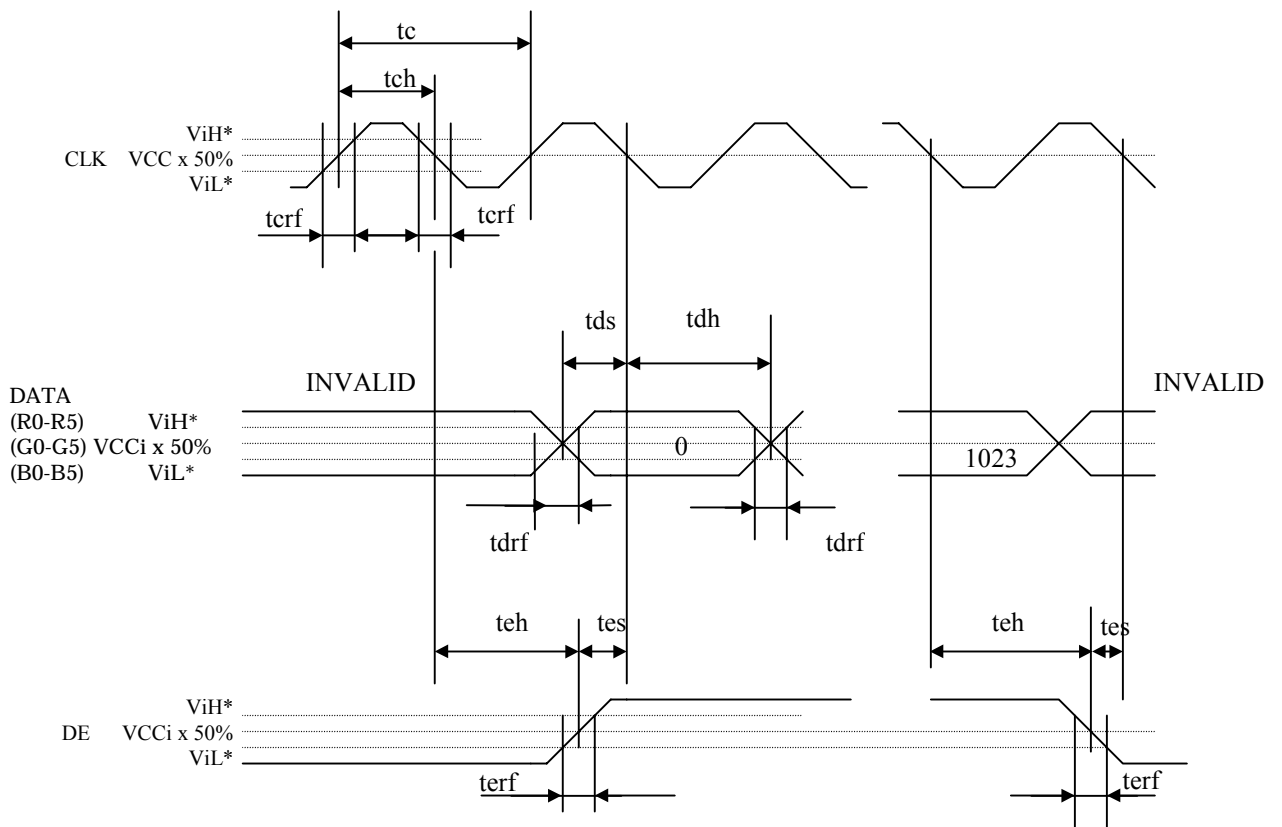 tc
tch
ViH*
CLK VCC x 50%
ViL*
tcrf tcrf
tds tdh
INVALID INVALID
DATA
(R0-R5) ViH*
(G0-G5) VCCi x 50% 0
(B0-B5) ViL* 1023
tdrf tdrf
teh tes teh tes
ViH*
DE VCCi x 50%
ViL*
terf terf